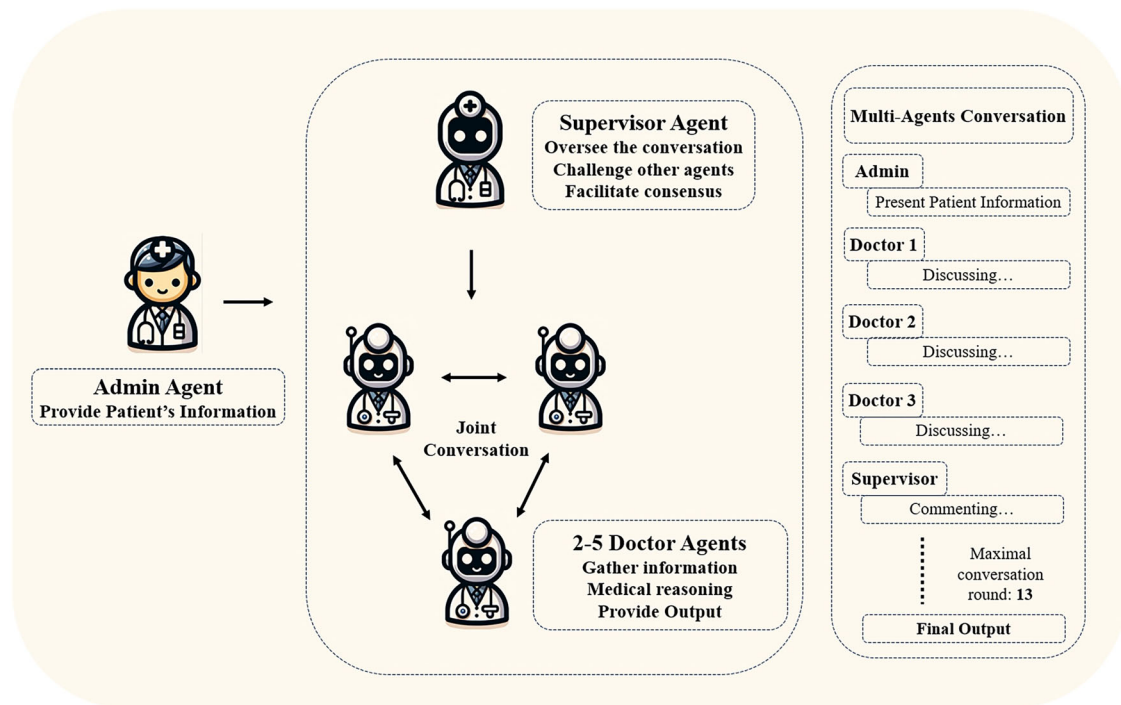 Supervisor Agent
Oversee the conversation
Challenge other agents
Facilitate consensus
Admin Agent
Provide Patient's Information
Joint
Conversation
2-5 Doctor Agents
Gather information
Medical reasoning
Provide Output
Multi-Agents Conversation
Admin
Present Patient Information
Doctor 1
Discussing…
Doctor 2
Discussing…
Doctor 3
Discussing…
Supervisor
Commenting…
Maximal
conversation
round: 13
Final Output